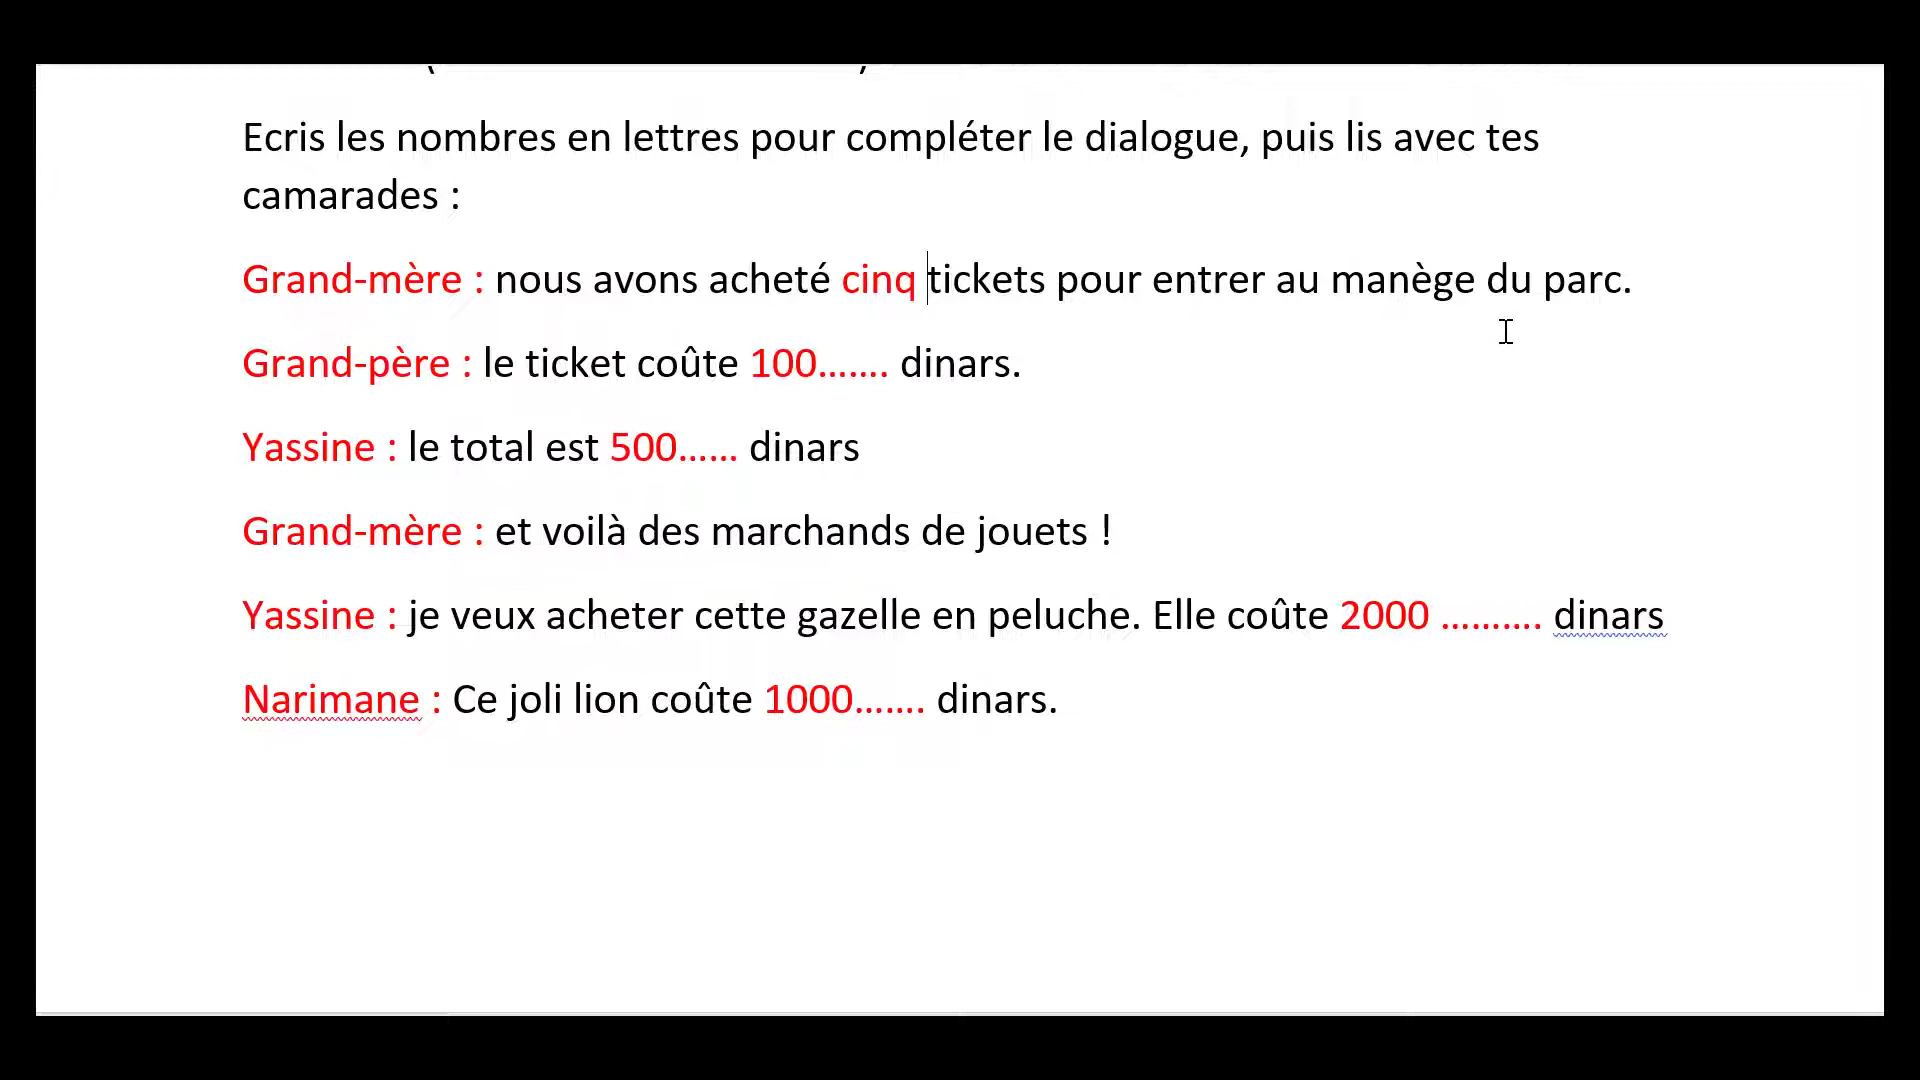 Ecris les nombres en lettres pour compléter le dialogue, puis lis avec tes
camarades :
Grand-mère : nous avons acheté cinq tickets pour entrer au manège du parc.
Grand-père : le ticket coûte 100....... dinars.
Yassine : le total est 500...... dinars
Grand-mère : et voilà des marchands de jouets !
Yassine : je veux acheter cette gazelle en peluche. Elle coûte 2000 .......... dinars
Narimane : Ce joli lion coûte 1000....... dinars.